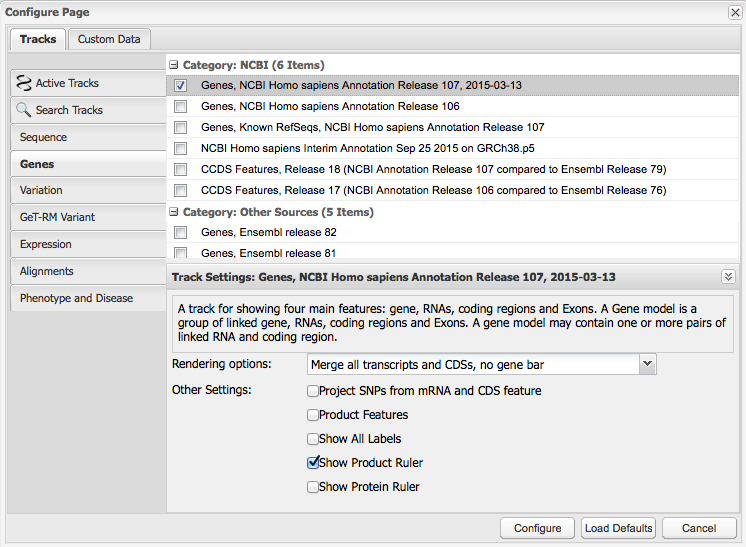 Configure Page
Tracks
Custom Data
Active Tracks
Search Tracks
Sequence
Genes
Variation
GeT-RM Variant
Expression
Alignments
Phenotype and Disease
Category: NCBI (6 Items)
Genes, NCBI Homo sapiens Annotation Release 107, 2015-03-13
Genes, NCBI Homo sapiens Annotation Release 106
Genes, Known RefSeqs, NCBI Homo sapiens Annotation Release 107
NCBI Homo sapiens Interim Annotation Sep 25 2015 on GRCh38.p5
CCDS Features, Release 18 (NCBI Annotation Release 107 compared to Ensembl Release 79)
CCDS Features, Release 17 (NCBI Annotation Release 106 compared to Ensembl Release 76)
Category: Other Sources (5 Items)
Genes, Ensembl release 82
Genes, Ensembl release 81
Track Settings: Genes, NCBI Homo sapiens Annotation Release 107, 2015-03-13
A track for showing four main features: gene, RNAs, coding regions and Exons. A Gene model is a
group of linked gene, RNAs, coding regions and Exons. A gene model may contain one or more pairs of
linked RNA and coding region.
Rendering options: Merge all transcripts and CDSs, no gene bar
Other Settings: Project SNPs from mRNA and CDS feature
Product Features
Show All Labels
Show Product Ruler
Show Protein Ruler
Configure
Load Defaults
Cancel